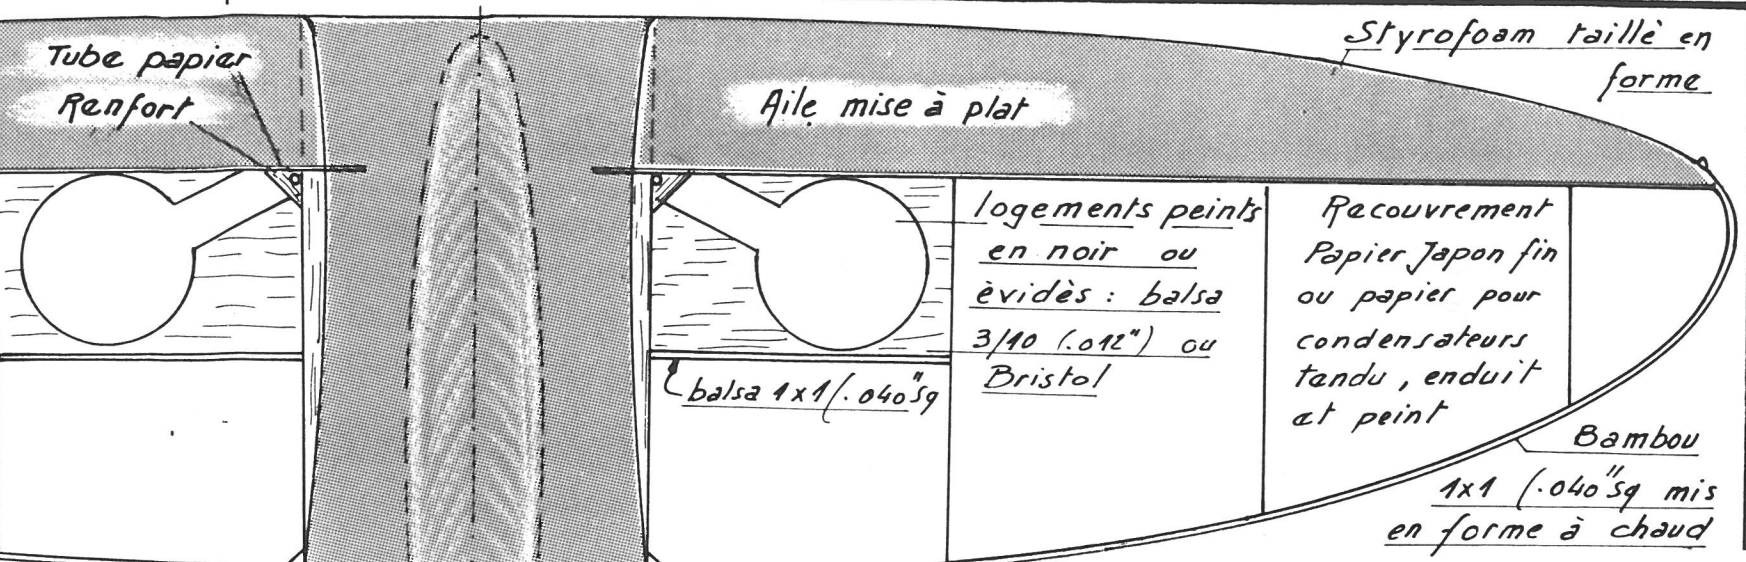 Tube papier
Renfort
Aile mise à plat
Styrofoam taillè en
forme
logements peints
en noir ou
èvidès : balsa
3/10 (.012") ou
Bristol
Recouvrement
Papier Japon fin
ou papier pour
condensateurs
tendu, enduit
et peint
balsa 1x1 (.040"sq
Bambou
1x1 (.040"sq mis
en forme à chaud